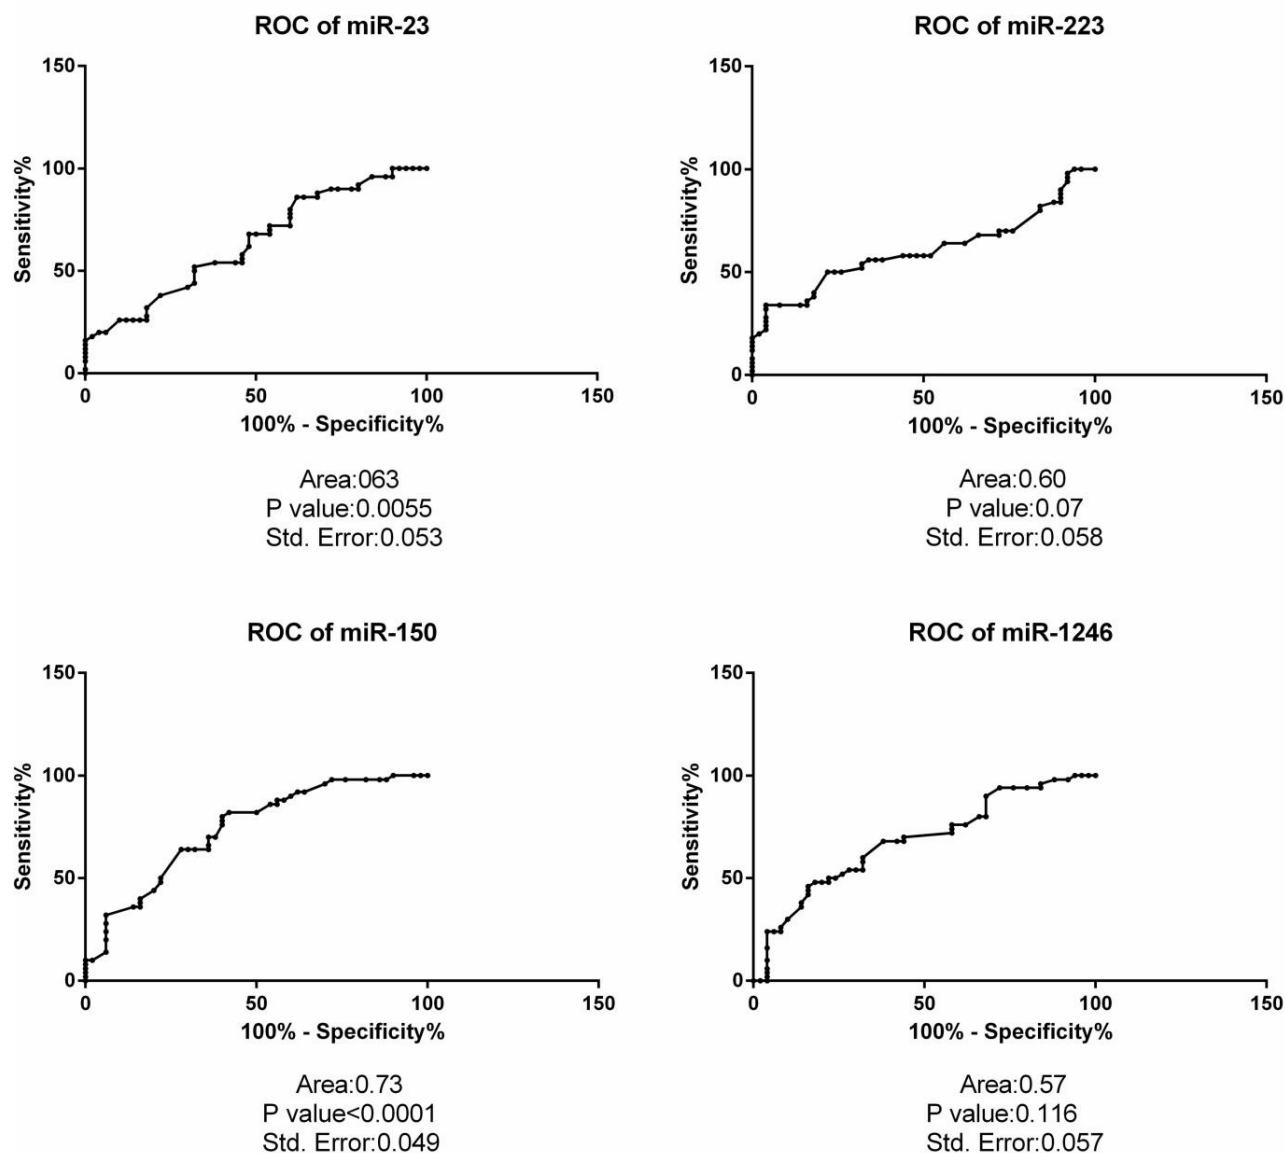 ROC of miR-23
150
100
50
0
Sensitivity%
0 50 100 150
100% - Specificity%
Area:063
P value:0.0055
Std. Error:0.053
ROC of miR-223
150
100
50
0
Sensitivity%
0 50 100 150
100% - Specificity%
Area:0.60
P value:0.07
Std. Error:0.058
ROC of miR-150
150
100
50
0
Sensitivity%
0 50 100 150
100% - Specificity%
Area:0.73
P value<0.0001
Std. Error:0.049
ROC of miR-1246
150
100
50
0
Sensitivity%
0 50 100 150
100% - Specificity%
Area:0.57
P value:0.116
Std. Error:0.057